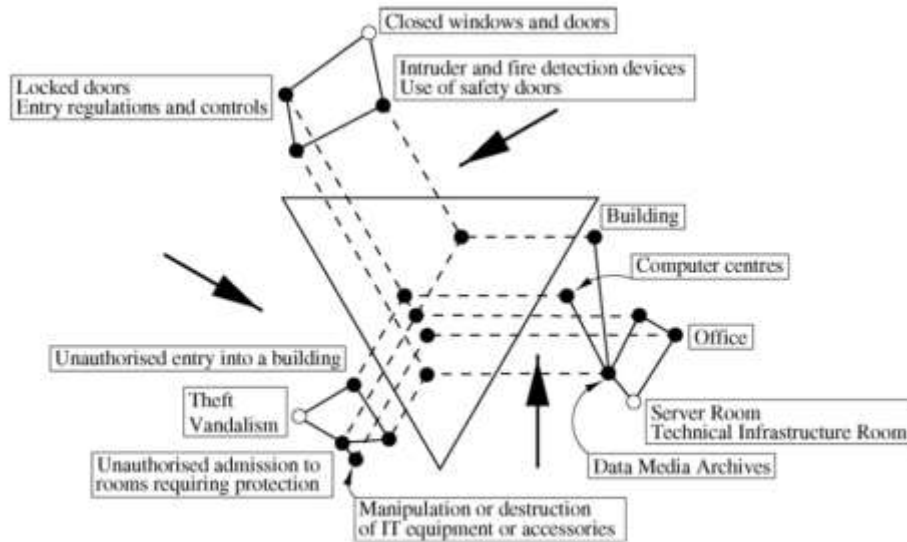 Closed windows and doors
Locked doors
Entry regulations and controls
Intruder and fire detection devices
Use of safety doors
Building
Computer centres
Office
Unauthorised entry into a building
Theft
Vandalism
Server Room
Technical Infrastructure Room
Unauthorised admission to
rooms requiring protection
Data Media Archives
Manipulation or destruction
of IT equipment or accessories